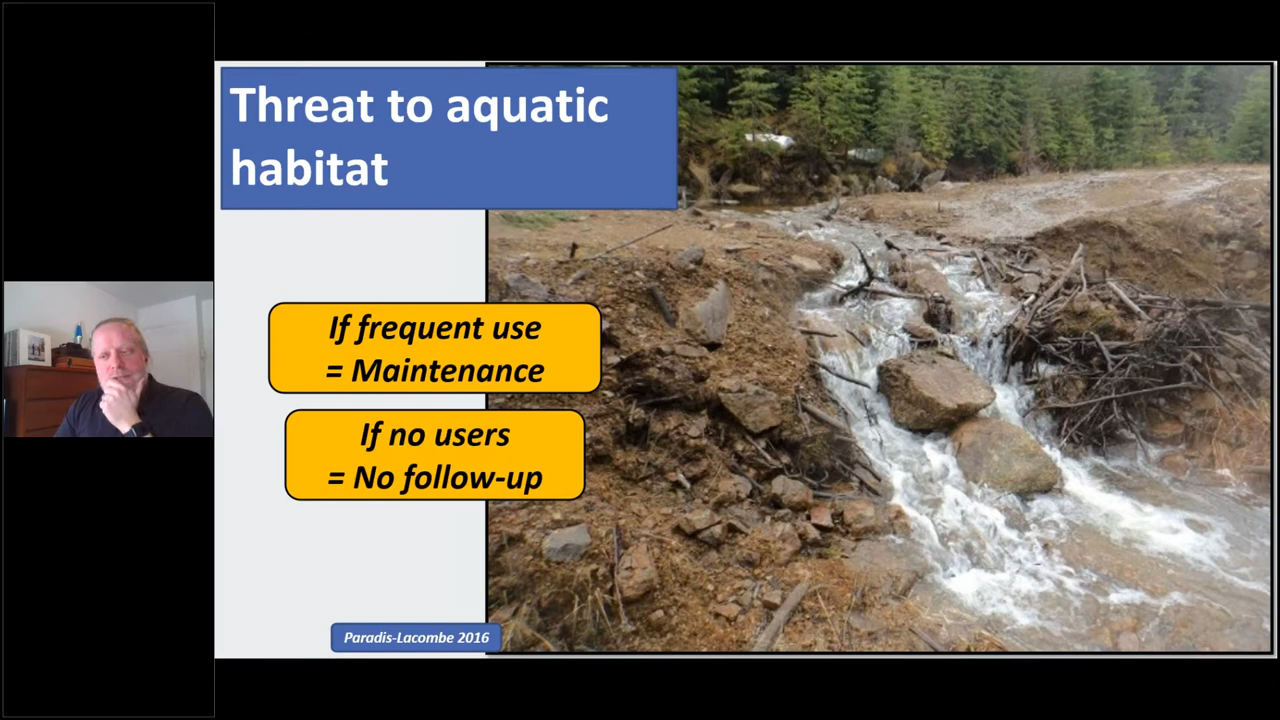 Threat to aquatic
habitat
If frequent use
= Maintenance
If no users
= No follow-up
Paradis-Lacombe 2016